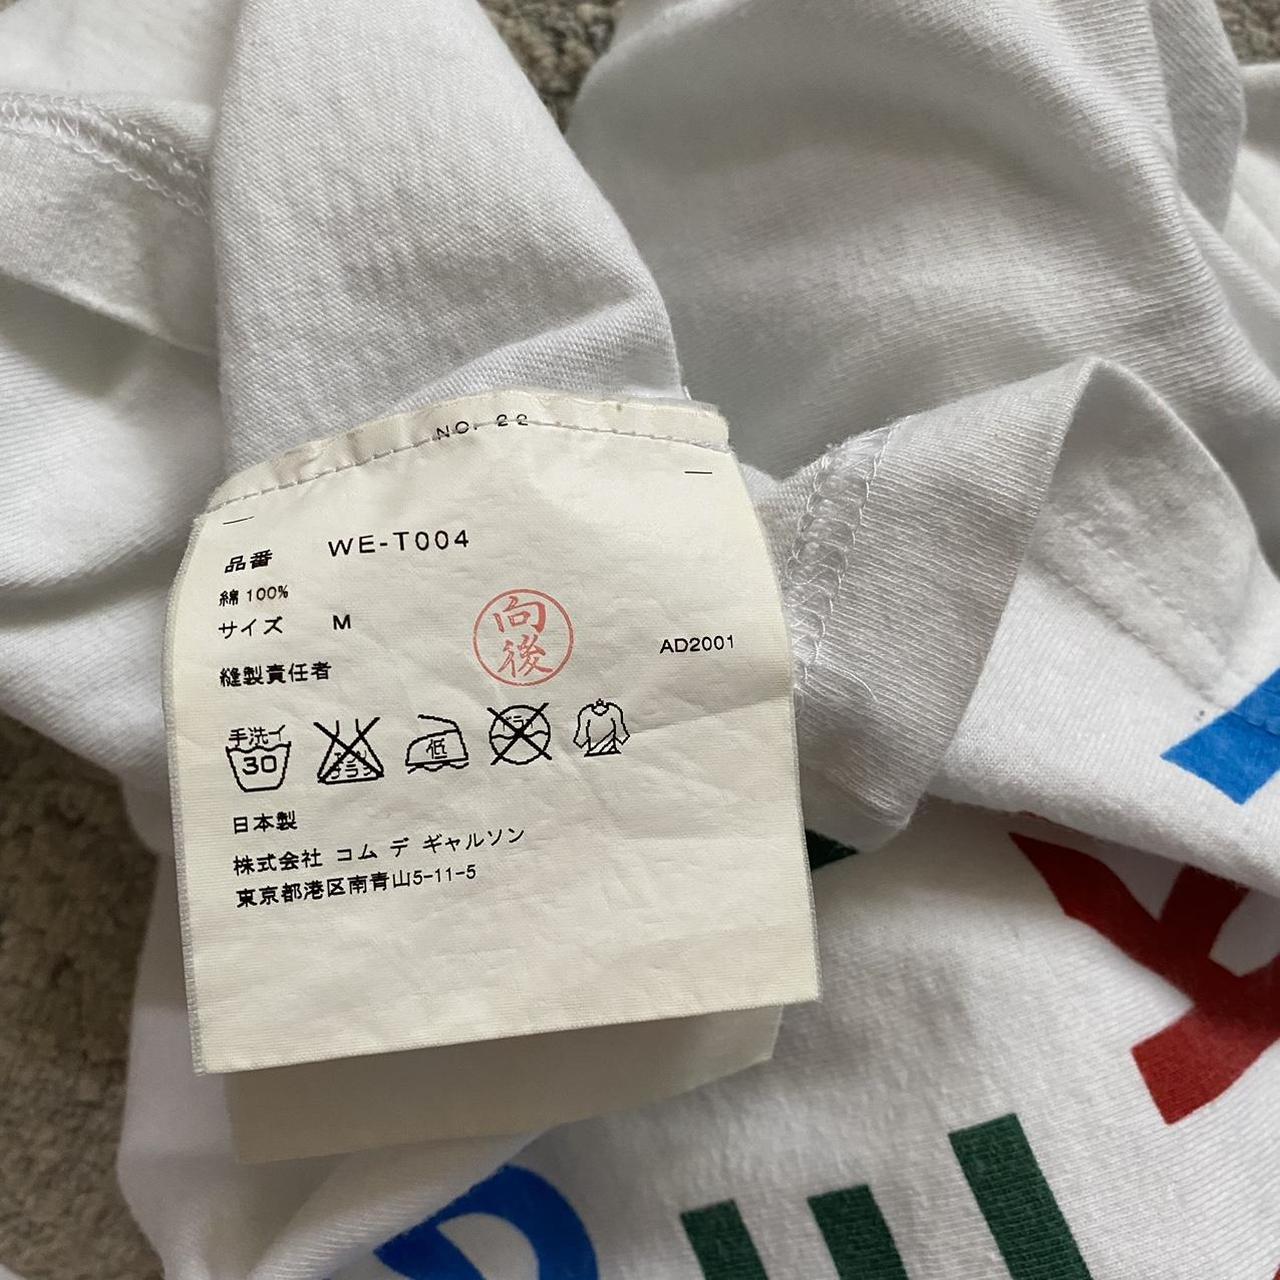 NO. 22
品番 WE-T004
綿 100%
サイズ M
向後
AD2001
縫製責任者
手洗イ
30
低
日本製
株式会社 コム デ ギャルソン
東京都港区南青山5-11-5